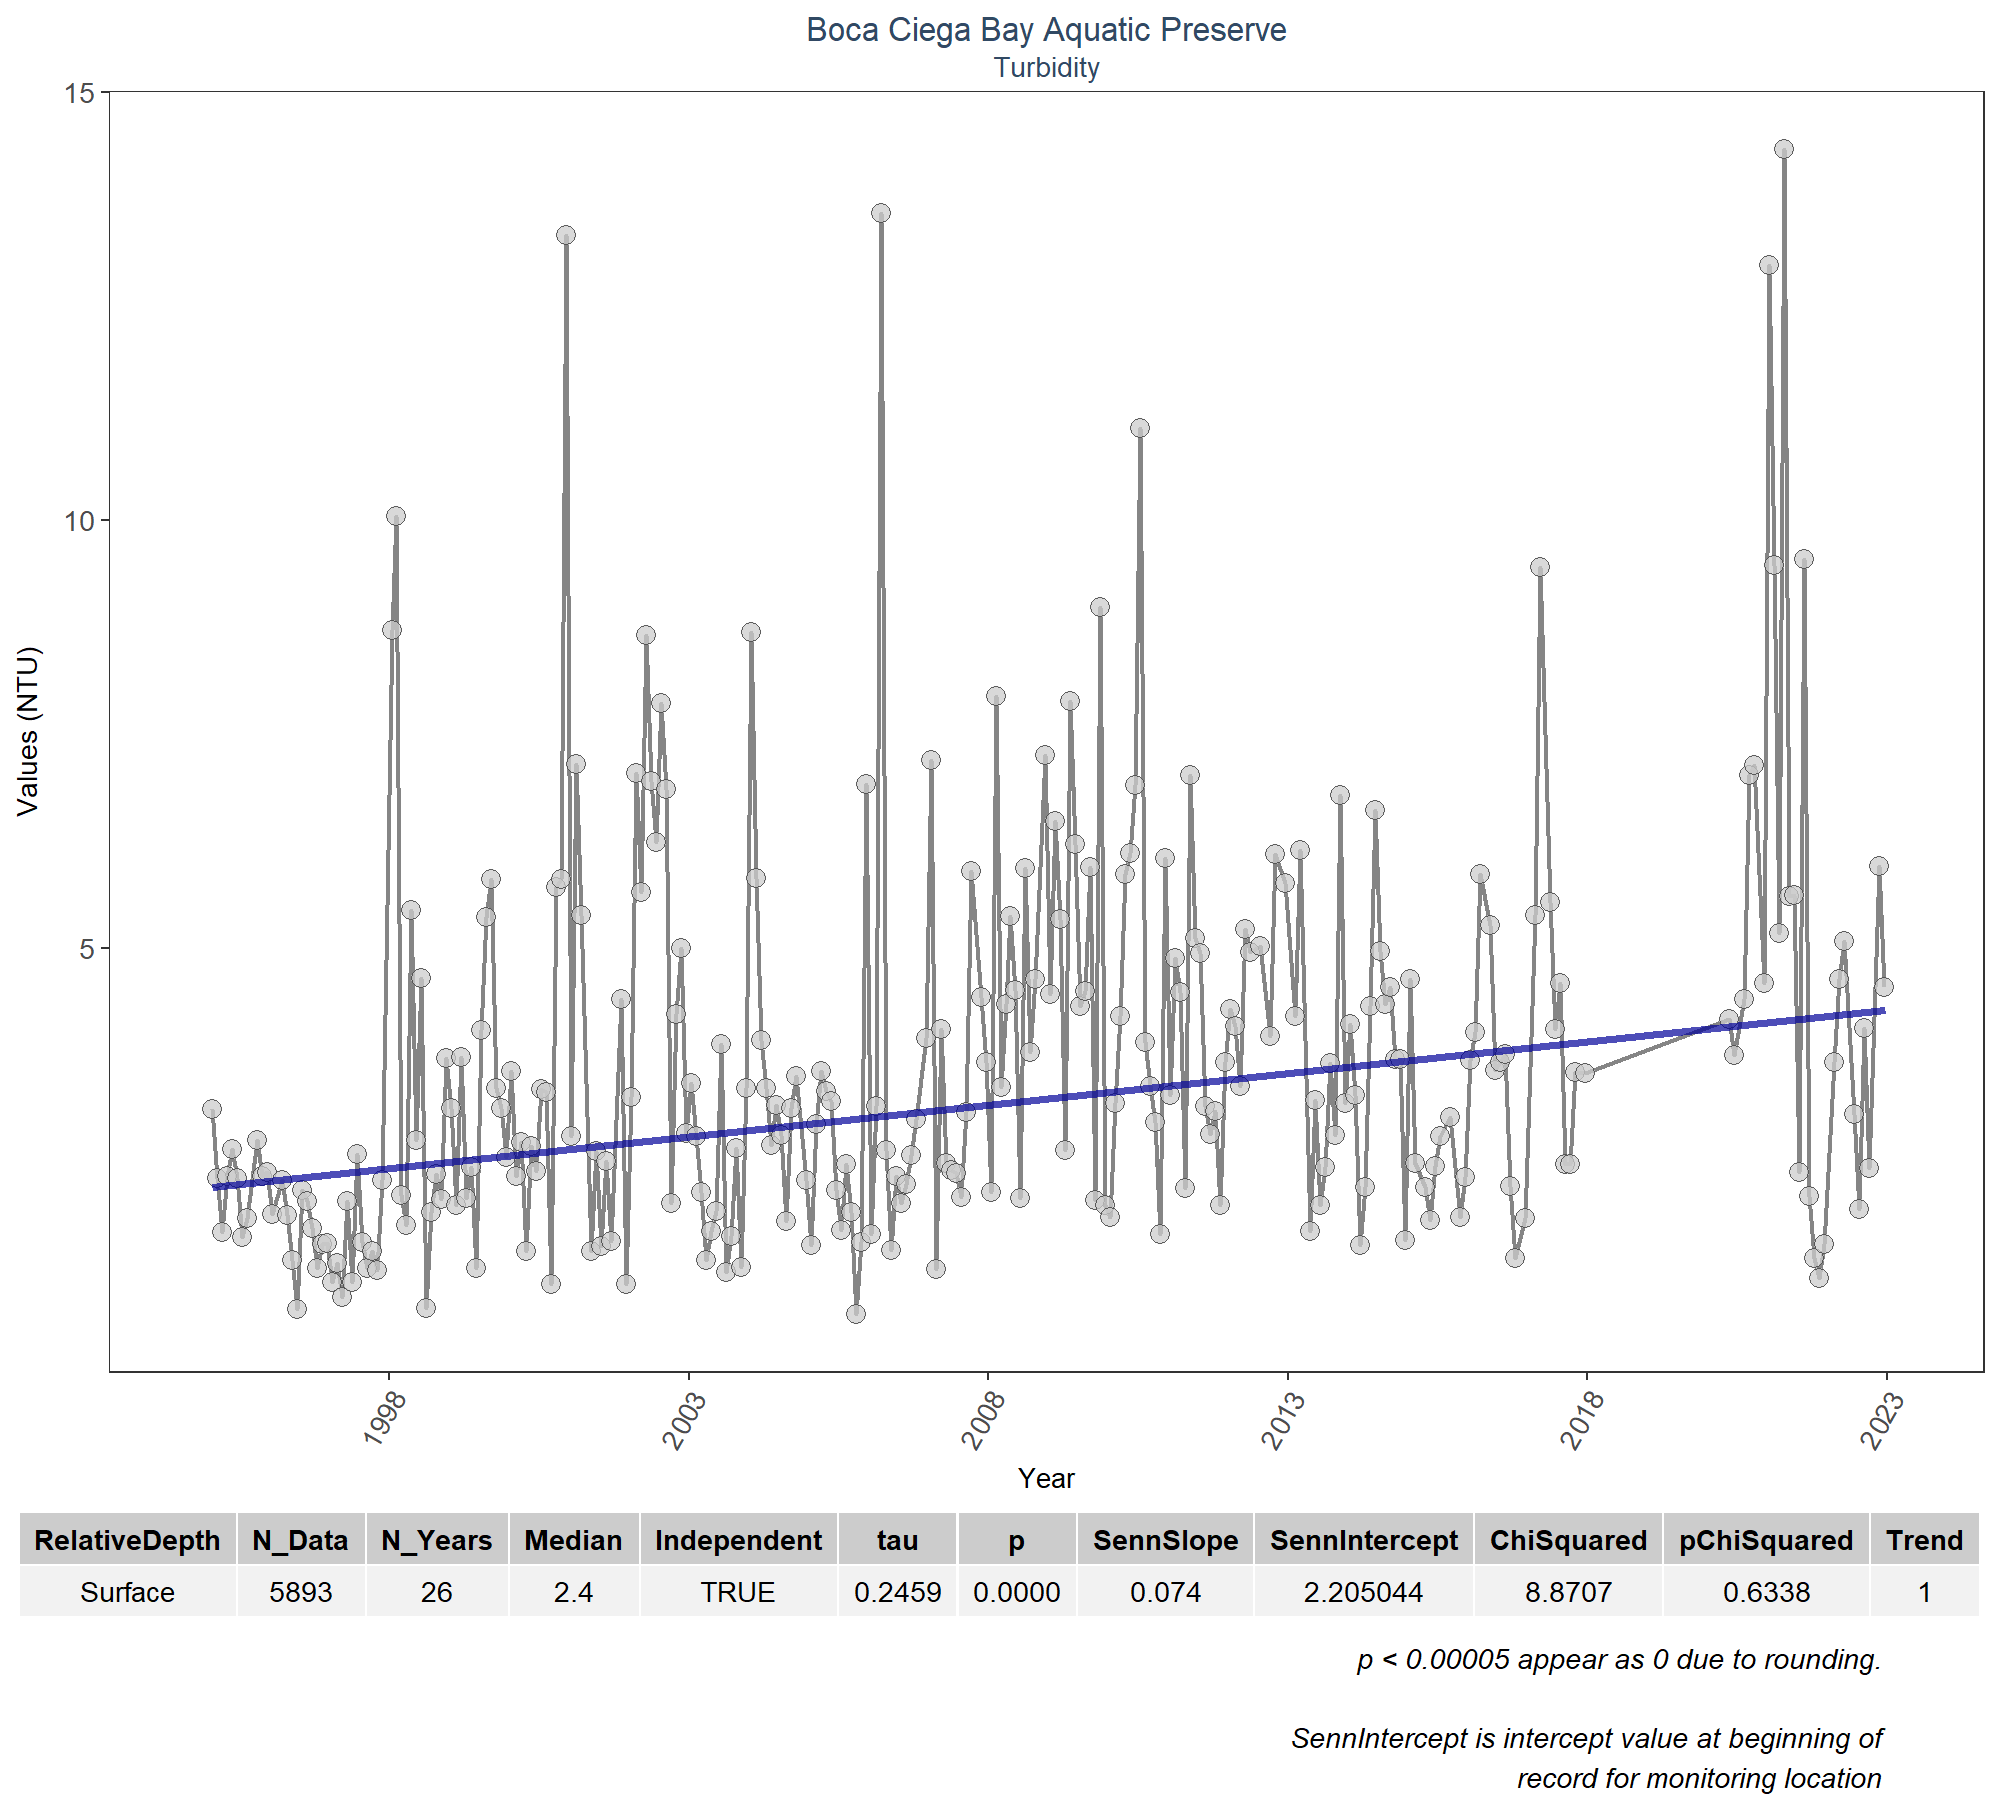 Boca Ciega Bay Aquatic Preserve
Turbidity
15
10
5
Values (NTU)
1998 2003 2008 2013 2018 2023
Year
RelativeDepth N_Data N_Years Median Independent tau p SennSlope SennIntercept ChiSquared pChiSquared Trend
Surface 5893 26 2.4 TRUE 0.2459 0.0000 0.074 2.205044 8.8707 0.6338 1
p < 0.00005 appear as 0 due to rounding.
SennIntercept is intercept value at beginning of
record for monitoring location